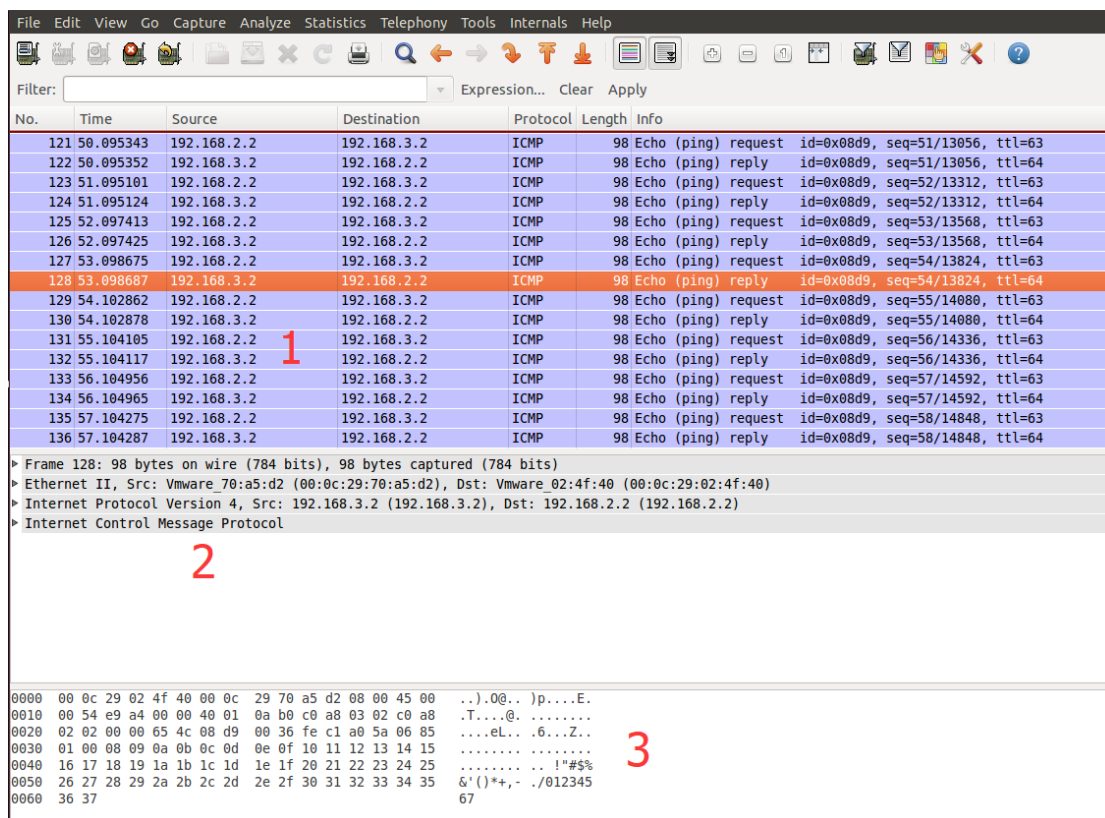 File Edit View Go Capture Analyze Statistics Telephony Tools Internals Help
Filter: Expression... Clear Apply
No. Time Source Destination Protocol Length Info
121 50.095343 192.168.2.2 192.168.3.2 ICMP 98 Echo (ping) request id=0x08d9, seq=51/13056, ttl=63
122 50.095352 192.168.3.2 192.168.2.2 ICMP 98 Echo (ping) reply id=0x08d9, seq=51/13056, ttl=64
123 51.095101 192.168.2.2 192.168.3.2 ICMP 98 Echo (ping) request id=0x08d9, seq=52/13312, ttl=63
124 51.095124 192.168.3.2 192.168.2.2 ICMP 98 Echo (ping) reply id=0x08d9, seq=52/13312, ttl=64
125 52.097413 192.168.2.2 192.168.3.2 ICMP 98 Echo (ping) request id=0x08d9, seq=53/13568, ttl=63
126 52.097425 192.168.3.2 192.168.2.2 ICMP 98 Echo (ping) reply id=0x08d9, seq=53/13568, ttl=64
127 53.098675 192.168.2.2 192.168.3.2 ICMP 98 Echo (ping) request id=0x08d9, seq=54/13824, ttl=63
128 53.098687 192.168.3.2 192.168.2.2 ICMP 98 Echo (ping) reply id=0x08d9, seq=54/13824, ttl=64
129 54.102862 192.168.2.2 192.168.3.2 ICMP 98 Echo (ping) request id=0x08d9, seq=55/14080, ttl=63
130 54.102878 192.168.3.2 192.168.2.2 ICMP 98 Echo (ping) reply id=0x08d9, seq=55/14080, ttl=64
131 55.104105 192.168.2.2 192.168.3.2 ICMP 98 Echo (ping) request id=0x08d9, seq=56/14336, ttl=63
132 55.104117 192.168.3.2 192.168.2.2 ICMP 98 Echo (ping) reply id=0x08d9, seq=56/14336, ttl=64
1
133 56.104956 192.168.2.2 192.168.3.2 ICMP 98 Echo (ping) request id=0x08d9, seq=57/14592, ttl=63
134 56.104965 192.168.3.2 192.168.2.2 ICMP 98 Echo (ping) reply id=0x08d9, seq=57/14592, ttl=64
135 57.104275 192.168.2.2 192.168.3.2 ICMP 98 Echo (ping) request id=0x08d9, seq=58/14848, ttl=63
136 57.104287 192.168.3.2 192.168.2.2 ICMP 98 Echo (ping) reply id=0x08d9, seq=58/14848, ttl=64
Frame 128: 98 bytes on wire (784 bits), 98 bytes captured (784 bits)
Ethernet II, Src: Vmware_70:a5:d2 (00:0c:29:70:a5:d2), Dst: Vmware_02:4f:40 (00:0c:29:02:4f:40)
Internet Protocol Version 4, Src: 192.168.3.2 (192.168.3.2), Dst: 192.168.2.2 (192.168.2.2)
Internet Control Message Protocol
2
0000 00 0c 29 02 4f 40 00 0c 29 70 a5 d2 08 00 45 00 ..).O@.. )p....E.
0010 00 54 e9 a4 00 00 40 01 0a b0 c0 a8 03 02 c0 a8 .T....@. ........
0020 02 02 00 00 65 4c 08 d9 00 36 fe c1 a0 5a 06 85 ....eL.. .6...Z..
0030 01 00 08 09 0a 0b 0c 0d 0e 0f 10 11 12 13 14 15 ........ ........
0040 16 17 18 19 1a 1b 1c 1d 1e 1f 20 21 22 23 24 25 ........ .. !"#$%
0050 26 27 28 29 2a 2b 2c 2d 2e 2f 30 31 32 33 34 35 &'()*+,- ./012345
0060 36 37 67
3